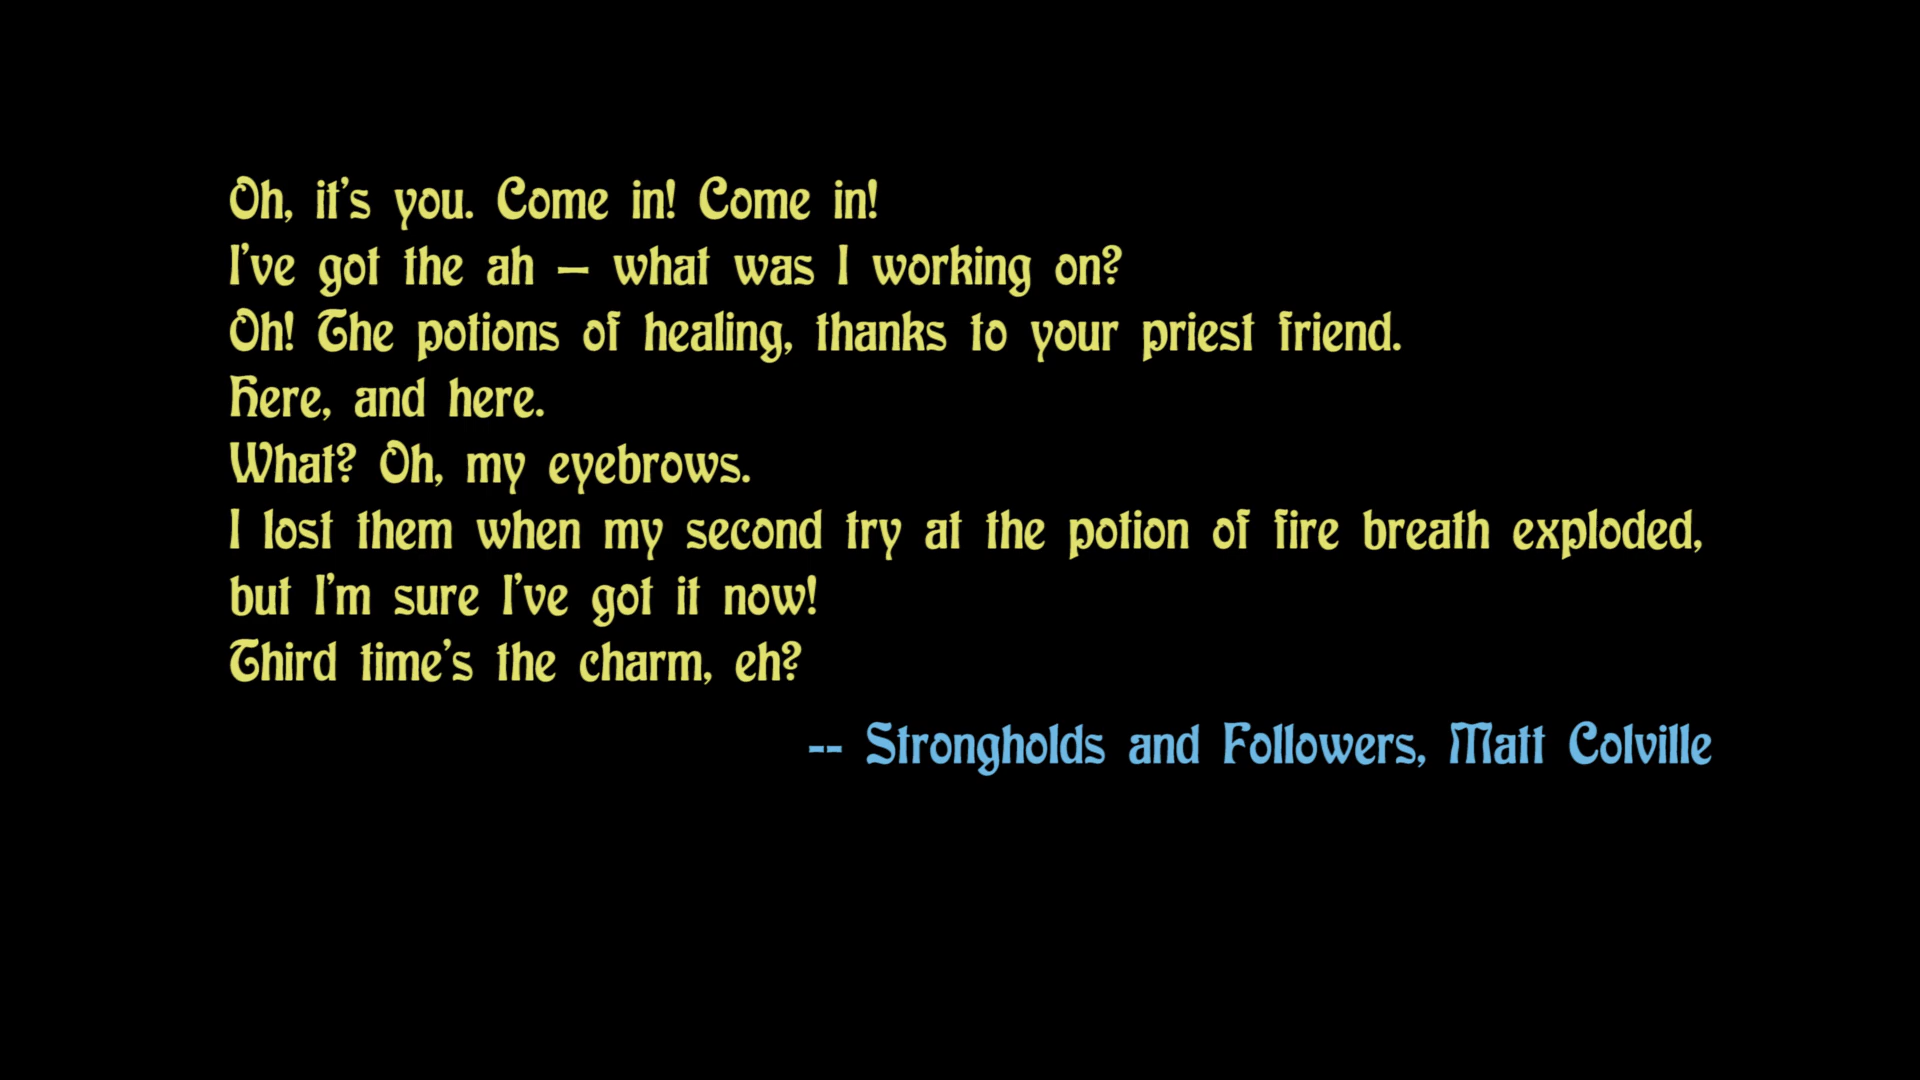 Oh, it’s you. Come in! Come in!
I’ve got the ah — what was I working on?
Oh! The potions of healing, thanks to your priest friend.
Here, and here.
What? Oh, my eyebrows.
I lost them when my second try at the potion of fire breath exploded,
but I’m sure I’ve got it now!
Third time’s the charm, eh?
-- Strongholds and Followers, Matt Colville